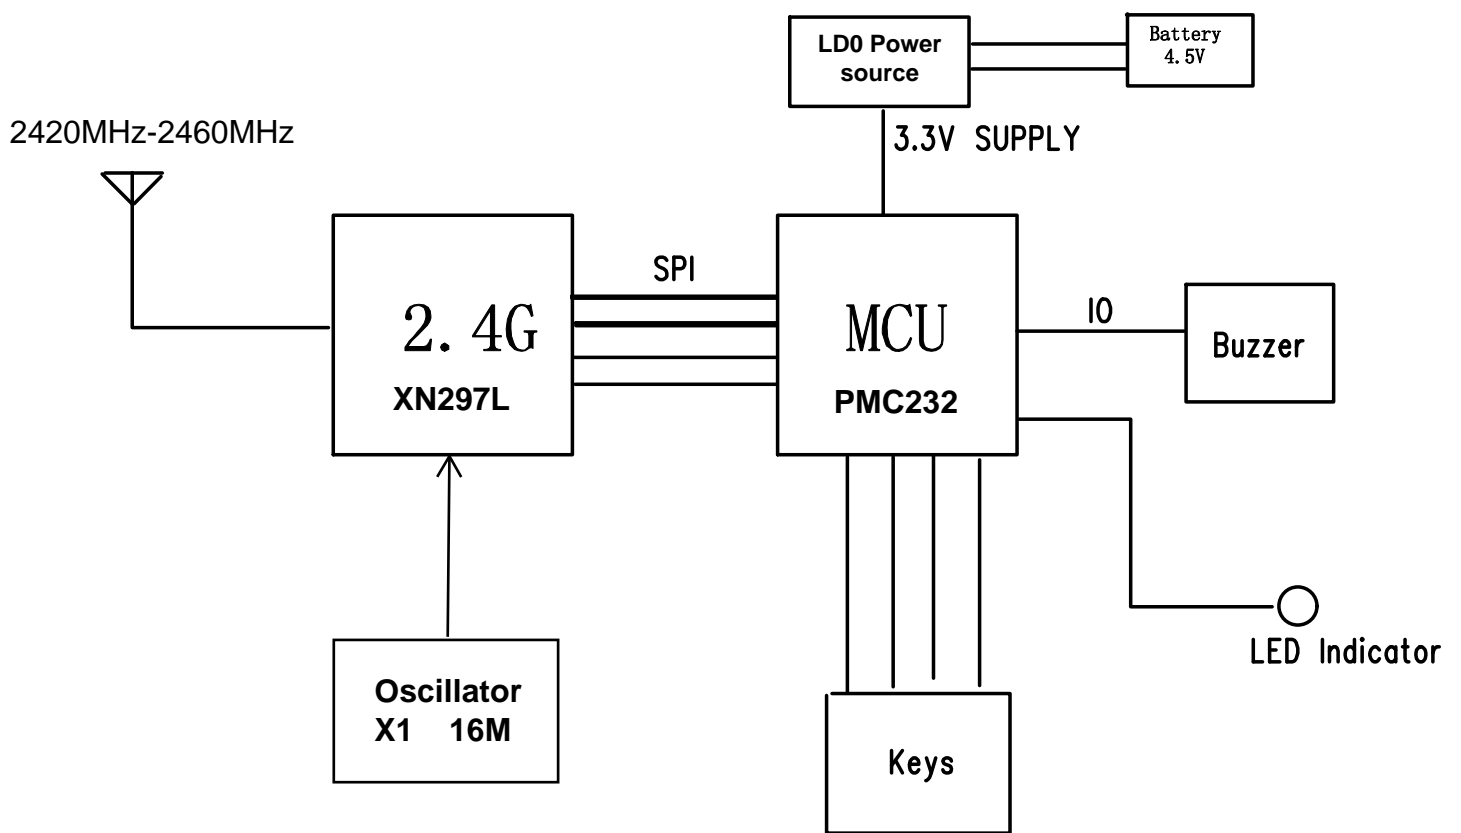 LD0 Power
source
Battery
4.5V
2420MHz-2460MHz
3.3V SUPPLY
SPI
2.4G
XN297L
MCU
PMC232
IO
Buzzer
LED Indicator
Oscillator
X1 16M
Keys